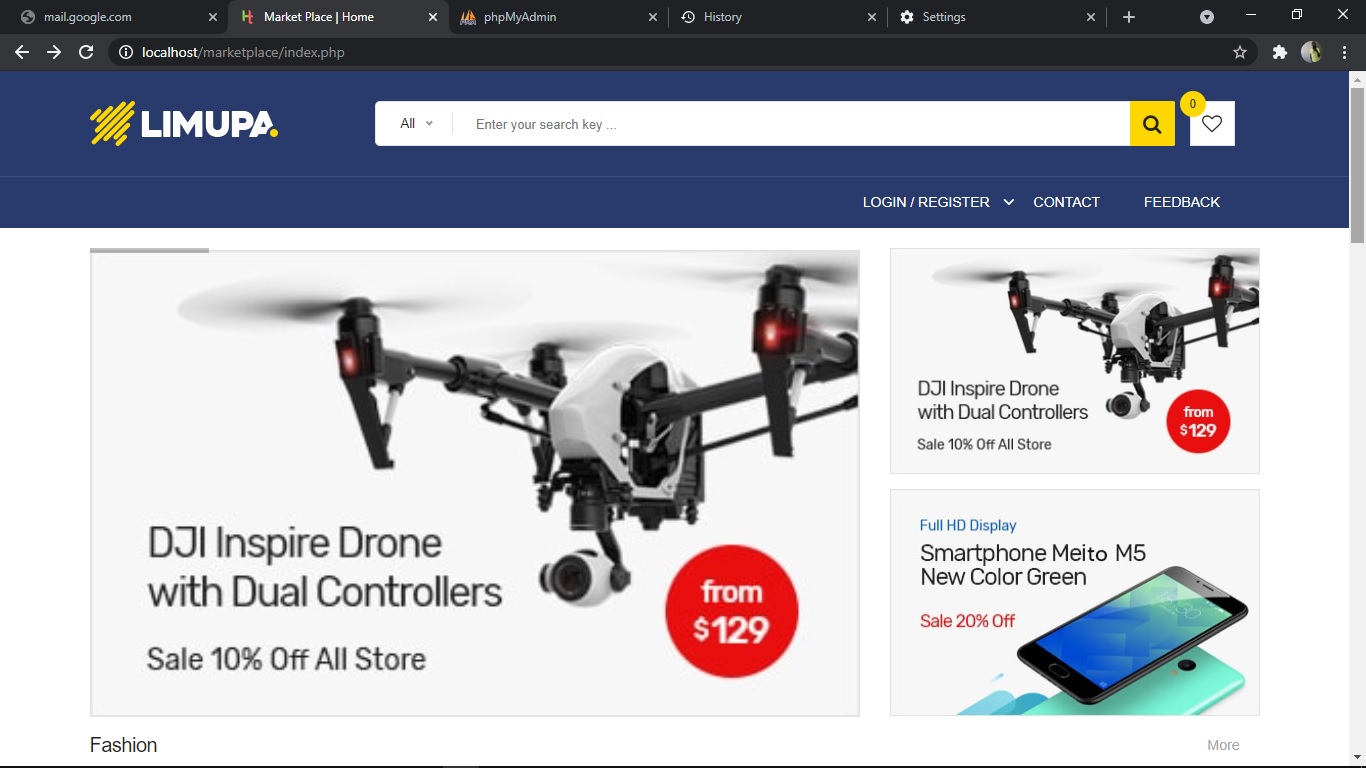 mail.google.com
Market Place | Home
phpMyAdmin
History
Settings
localhost/marketplace/index.php
LIMUPA.
All
Enter your search key ...
0
LOGIN / REGISTER
CONTACT
FEEDBACK
DJI Inspire Drone
with Dual Controllers
Sale 10% Off All Store
from
$129
DJI Inspire Drone
with Dual Controllers
Sale 10% Off All Store
from
$129
Full HD Display
Smartphone Meito M5
New Color Green
Sale 20% Off
Fashion
More